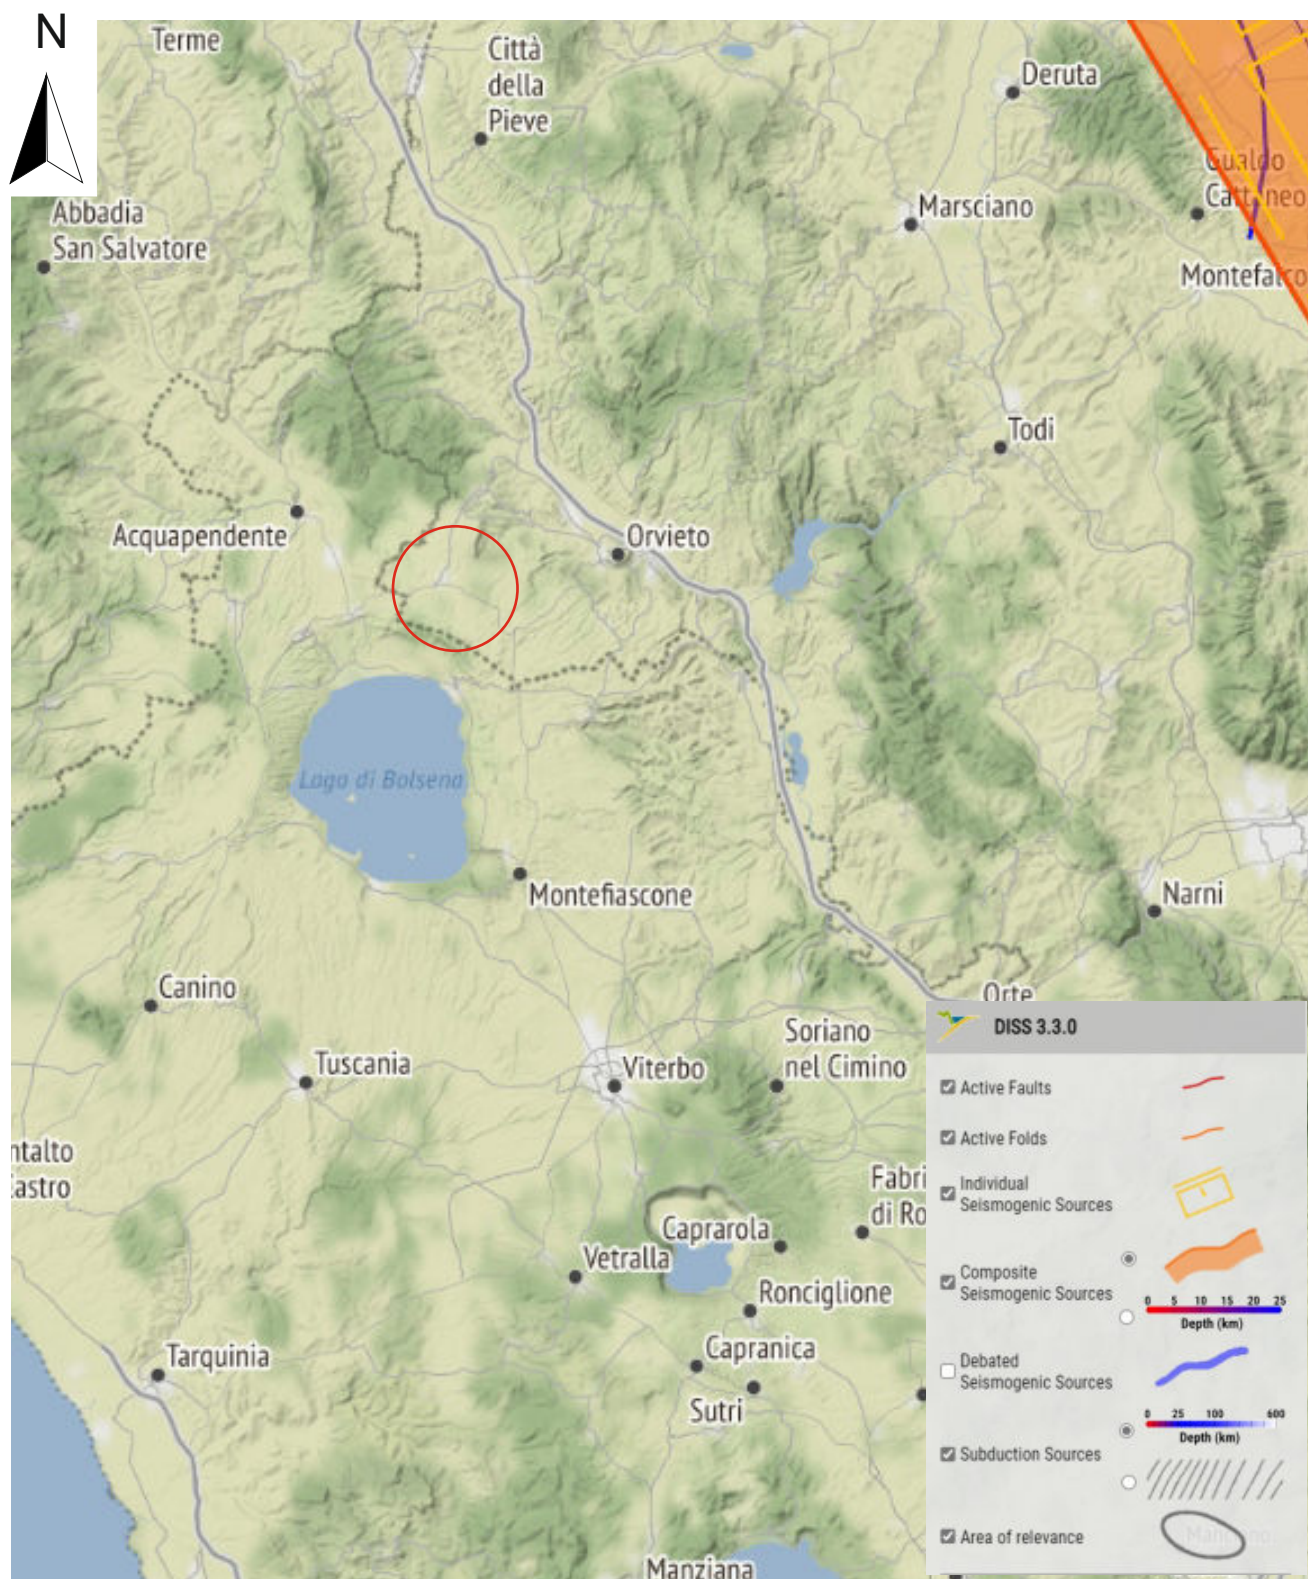 N
Terme
Città
della
Pieve
Deruta
Gualdo
Cattaneo
Abbadia
San Salvatore
Marsciano
Montefalco
Todi
Acquapendente
Orvieto
Lago di Bolsena
Montefiascone
Narni
Canino
Orte
Soriano
nel Cimino
Tuscania
Viterbo
ntalto
astro
Fabri
di Ro
Caprarola
Vetralla
Ronciglione
Capranica
Tarquinia
Sutri
Manziana
DISS 3.3.0
Active Faults
Active Folds
Individual
Seismogenic Sources
Composite
Seismogenic Sources
0 5 10 15 20 25
Depth (km)
Debated
Seismogenic Sources
0 25 100 600
Depth (km)
Subduction Sources
Area of relevance